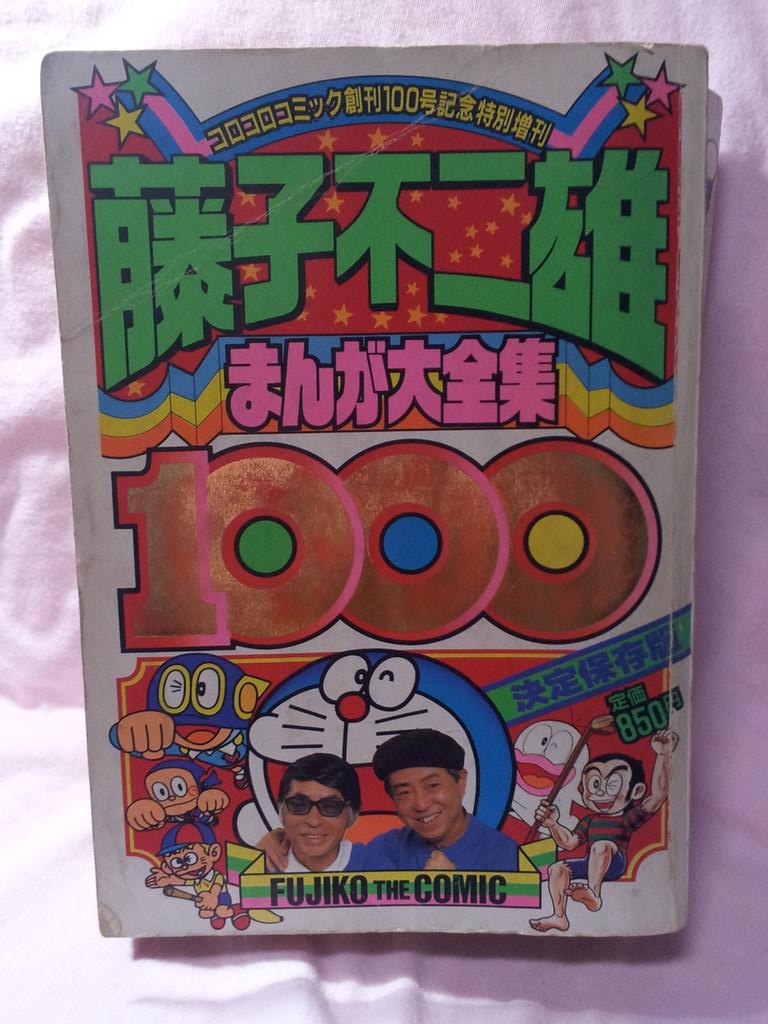 コロコロコミック創刊100号記念特別増刊
藤子不二雄
まんが大全集
1000
決定保存版
定価
850円
FUJIKO THE COMIC